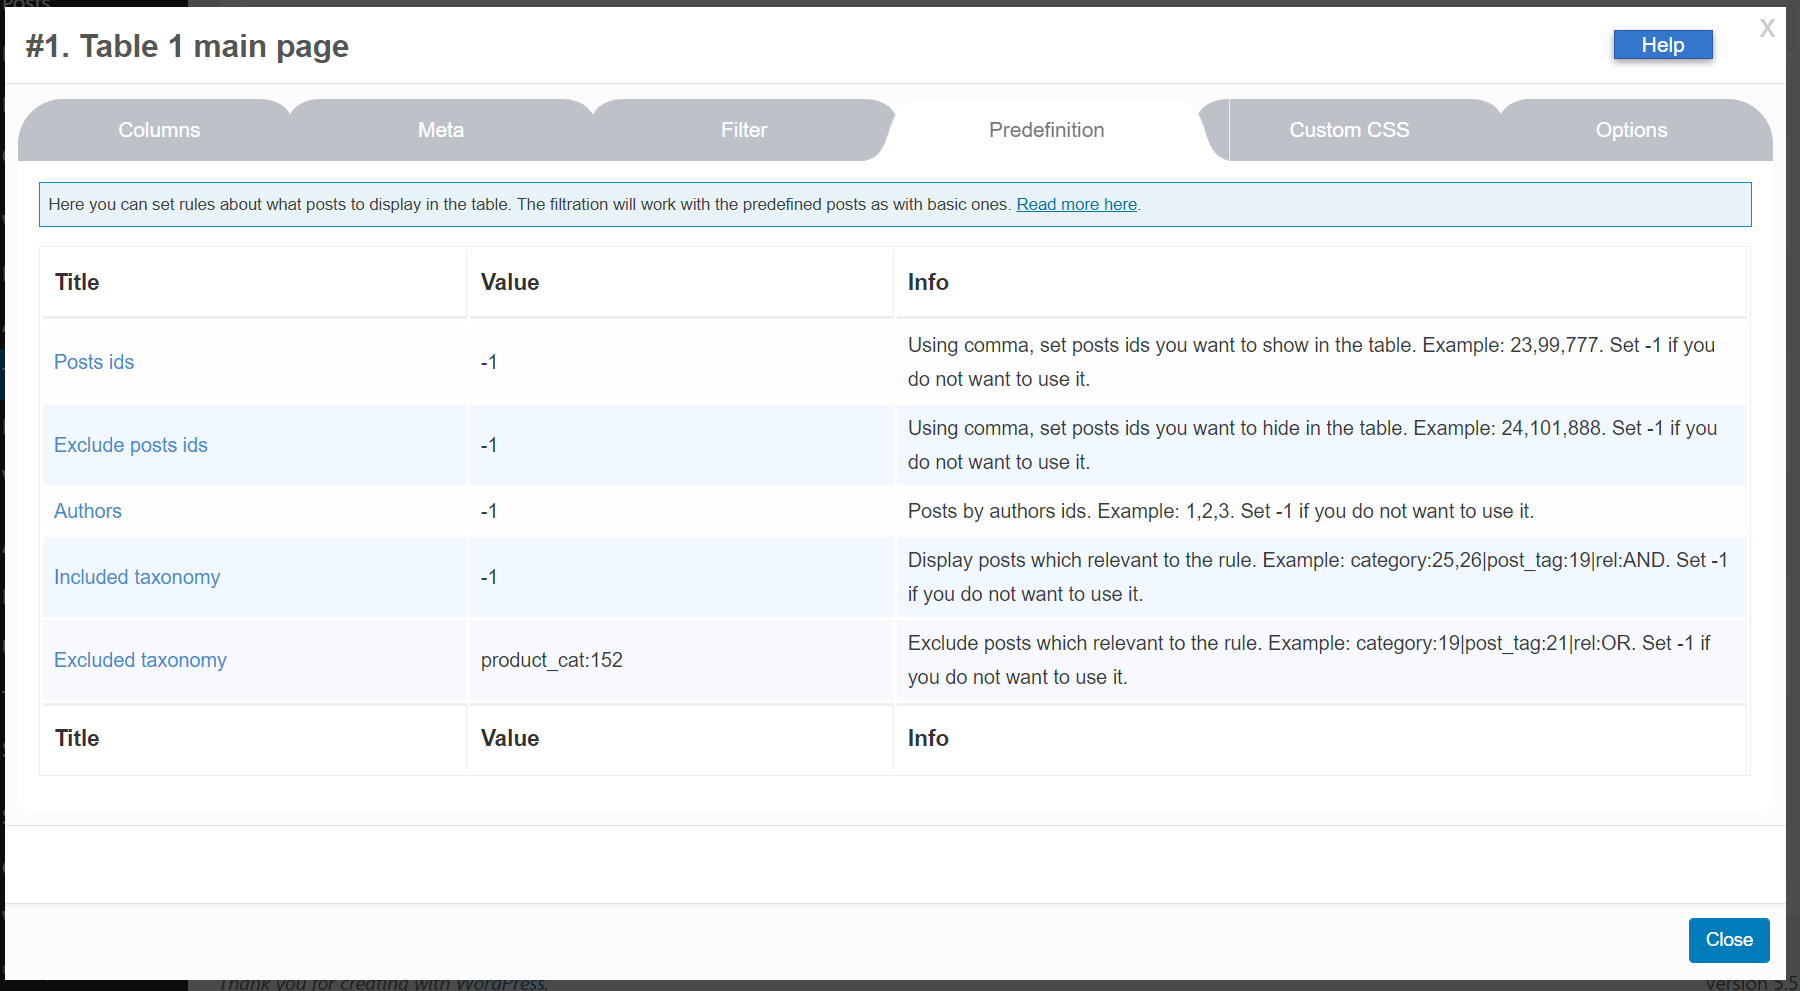 Posts
#1. Table 1 main page
Help
X
Columns
Meta
Filter
Predefinition
Custom CSS
Options
Here you can set rules about what posts to display in the table. The filtration will work with the predefined posts as with basic ones. Read more here.
Title
Value
Info
Posts ids
-1
Using comma, set posts ids you want to show in the table. Example: 23,99,777. Set -1 if you
do not want to use it.
Exclude posts ids
-1
Using comma, set posts ids you want to hide in the table. Example: 24,101,888. Set -1 if you
do not want to use it.
Authors
-1
Posts by authors ids. Example: 1,2,3. Set -1 if you do not want to use it.
Included taxonomy
-1
Display posts which relevant to the rule. Example: category:25,26|post_tag:19|rel:AND. Set -1
if you do not want to use it.
Excluded taxonomy
product_cat:152
Exclude posts which relevant to the rule. Example: category:19|post_tag:21|rel:OR. Set -1 if
you do not want to use it.
Title
Value
Info
Close
Thank you for creating with WordPress.
Version 5.5